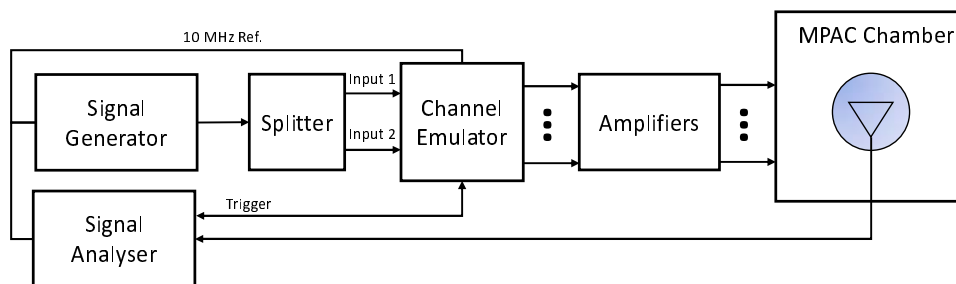 10 MHz Ref.
MPAC Chamber
Signal
Generator
Splitter
Input 1
Input 2
Channel
Emulator
Amplifiers
Trigger
Signal
Analyser